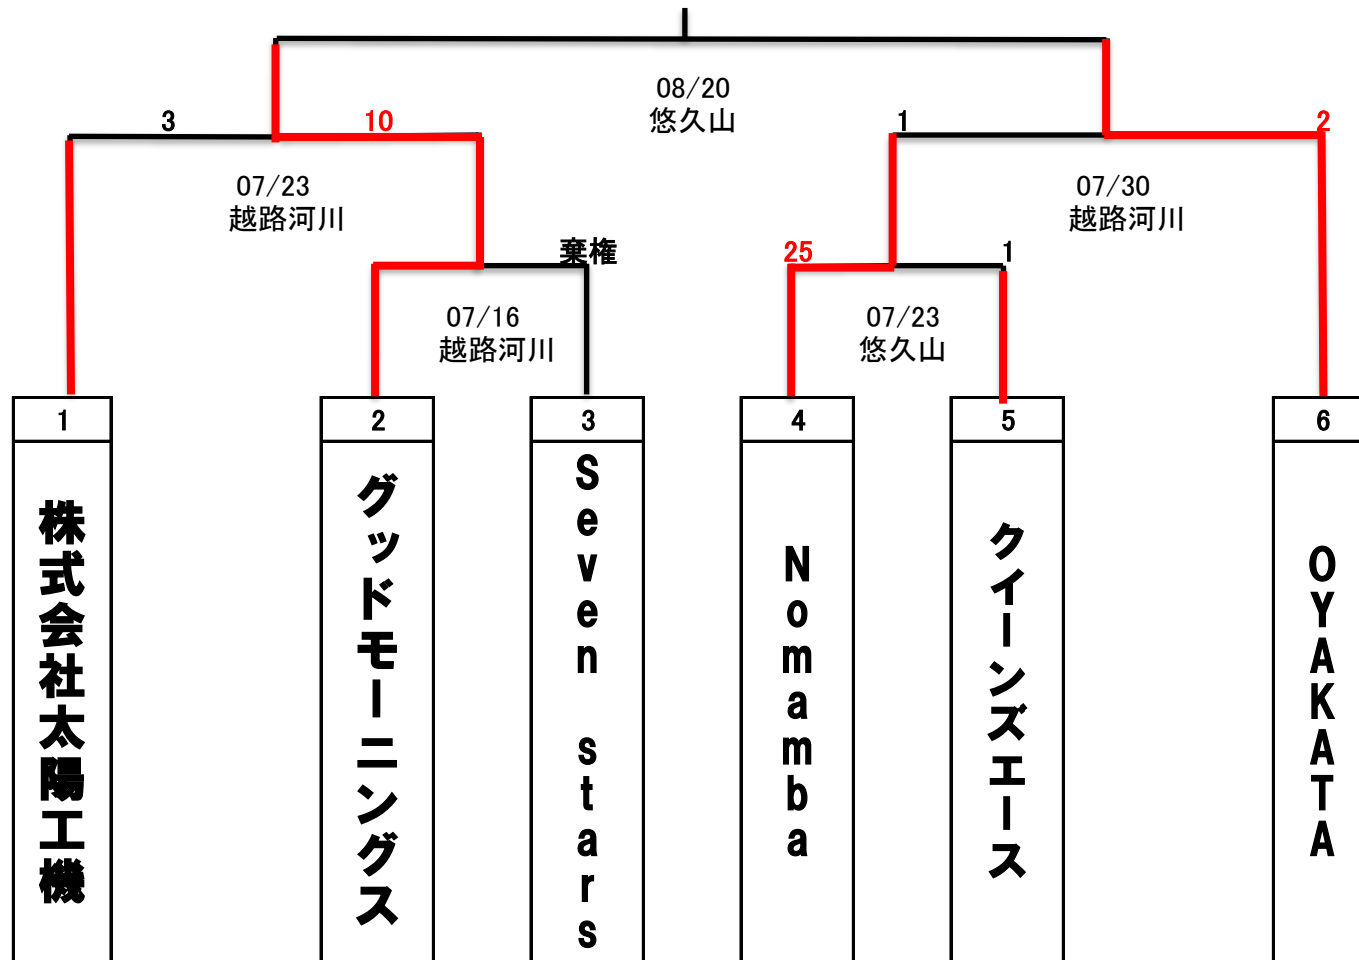 08/20
悠久山
3
10
1
2
07/23
越路河川
07/30
越路河川
棄権
25
1
07/16
越路河川
07/23
悠久山
1
2
3
4
5
6
株式会社太陽工機
グッドモーニングス
Seven stars
Nomamba
クイーンズエース
OYAKATA